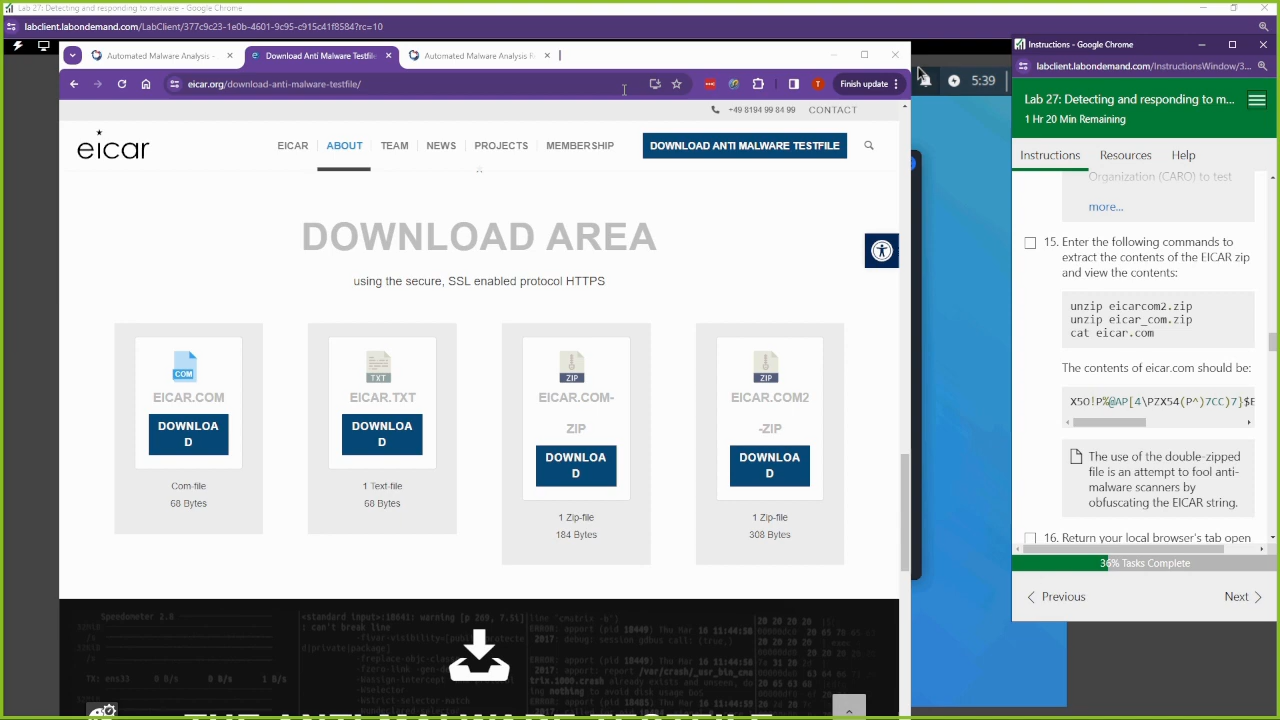 Lab 27: Detecting and responding to malware - Google Chrome
labclient.labondemand.com/LabClient/377c9c23-1e0b-4601-9c95-c915c41f8584?rc=10
Automated Malware Analysis -
Download Anti Malware Testfile
Automated Malware Analysis R
eicar.org/download-anti-malware-testfile/
T
Finish update
+49 8194 99 84 99
CONTACT
eicar
EICAR
ABOUT
TEAM
NEWS
PROJECTS
MEMBERSHIP
DOWNLOAD ANTI MALWARE TESTFILE
DOWNLOAD AREA
using the secure, SSL enabled protocol HTTPS
COM
EICAR.COM
DOWNLOA
D
Com-file
68 Bytes
TXT
EICAR.TXT
DOWNLOA
D
1 Text-file
68 Bytes
ZIP
EICAR.COM-
ZIP
DOWNLOA
D
1 Zip-file
184 Bytes
ZIP
EICAR.COM2
-ZIP
DOWNLOA
D
1 Zip-file
308 Bytes
THE ANTI-MALWARE TESTFILE
5:39
Instructions - Google Chrome
labclient.labondemand.com/InstructionsWindow/3...
Lab 27: Detecting and responding to m...
1 Hr 20 Min Remaining
Instructions
Resources
Help
Organization (CARO) to test
more...
15. Enter the following commands to
extract the contents of the EICAR zip
and view the contents:
unzip eicarcom2.zip
unzip eicar_com.zip
cat eicar.com
The contents of eicar.com should be:
X5O!P%@AP[4\PZX54(P^)7CC)7}$E
The use of the double-zipped
file is an attempt to fool anti-
malware scanners by
obfuscating the EICAR string.
16. Return your local browser's tab open
36% Tasks Complete
Previous
Next